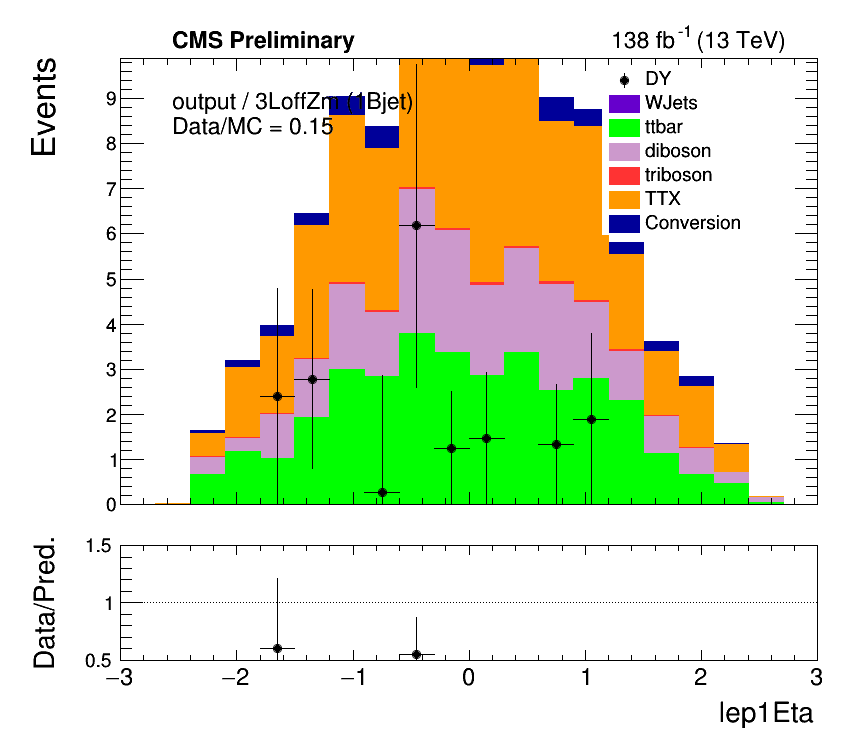 CMS Preliminary
138 fb-1 (13 TeV)
Events
output / 3LoffZm (1Bjet)
Data/MC = 0.15
DY
WJets
ttbar
diboson
triboson
TTX
Conversion
9
8
7
6
5
4
3
2
1
0
Data/Pred.
1.5
1
0.5
−3 −2 −1 0 1 2 3
lep1Eta